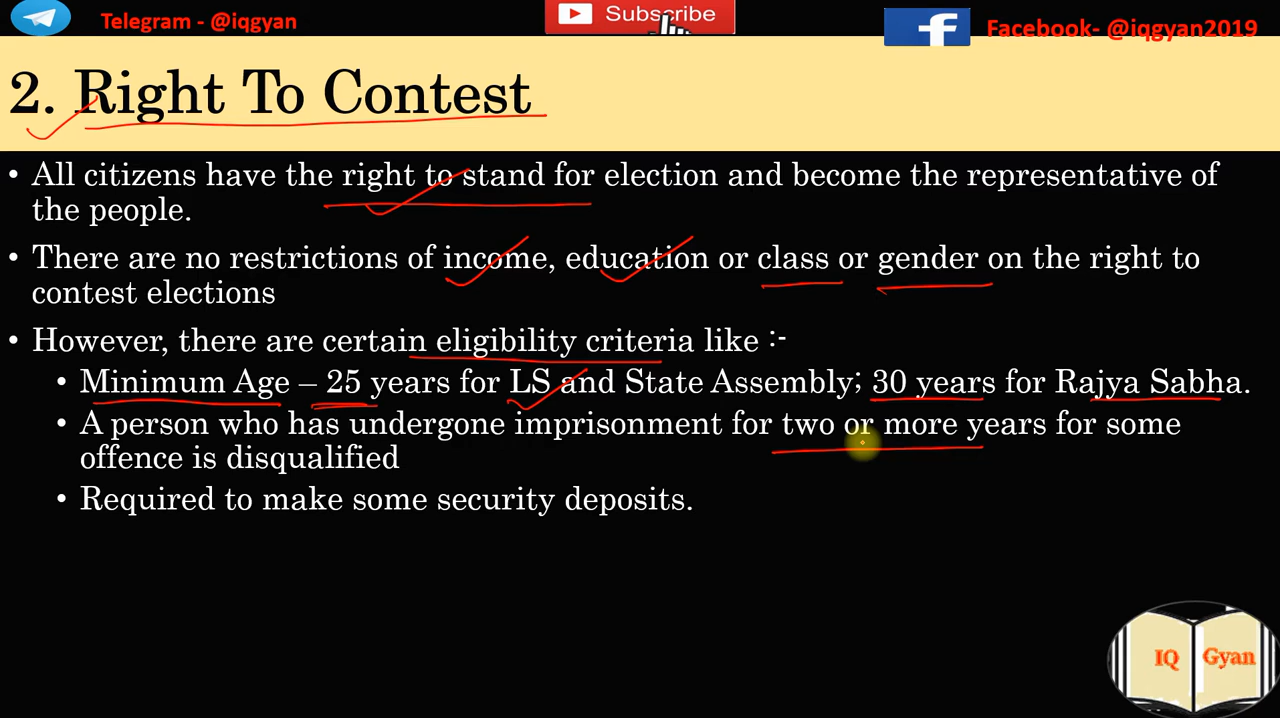 Telegram - @iqgyan
Subscribe
Facebook- @iqgyan2019
2. Right To Contest
• All citizens have the right to stand for election and become the representative of
the people.
• There are no restrictions of income, education or class or gender on the right to
contest elections
• However, there are certain eligibility criteria like :-
• Minimum Age – 25 years for LS and State Assembly; 30 years for Rajya Sabha.
• A person who has undergone imprisonment for two or more years for some
offence is disqualified
• Required to make some security deposits.
IQ Gyan